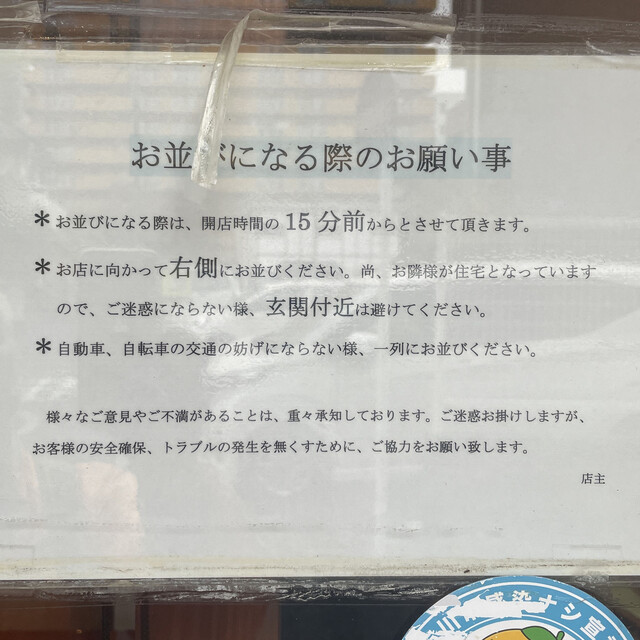 お並びになる際のお願い事
＊お並びになる際は、開店時間の 15 分前からとさせて頂きます。
＊お店に向かって右側にお並びください。尚、お隣様が住宅となっています
ので、ご迷惑にならない様、玄関付近は避けてください。
＊自動車、自転車の交通の妨げにならない様、一列にお並びください。
様々なご意見やご不満があることは、重々承知しております。ご迷惑お掛けしますが、
お客様の安全確保、トラブルの発生を無くすために、ご協力をお願い致します。
店主
感染ナシ宣